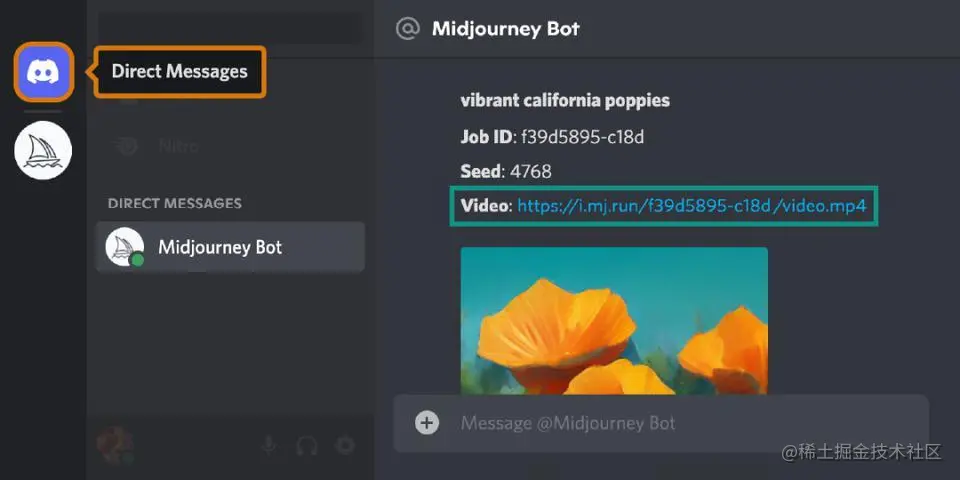 Midjourney Bot
Direct Messages
vibrant california poppies
Job ID: f39d5895-c18d
Nitro
Seed: 4768
DIRECT MESSAGES
Video: https://i.mj.run/f39d5895-c18d/video.mp4
Midjourney Bot
Message @Midjourney Bot
@稀土掘金技术社区